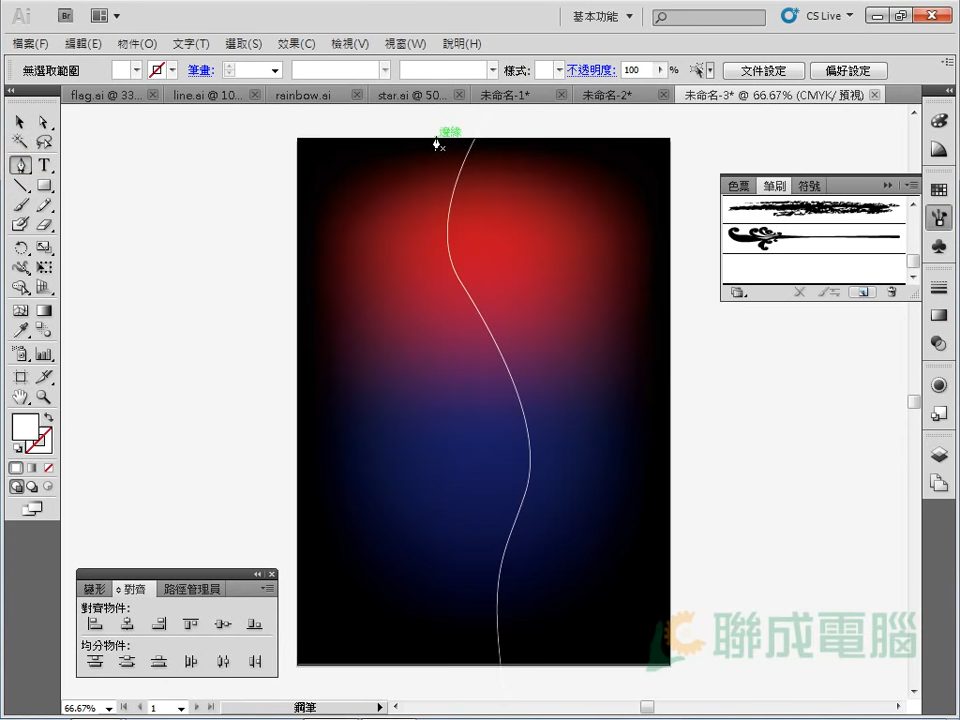 Ai Br 基本功能 CS Live
檔案(F) 編輯(E) 物件(O) 文字(T) 選取(S) 效果(C) 檢視(V) 視窗(W) 說明(H)
無選取範圍 筆畫: 樣式: 不透明度: 100 % 文件設定 偏好設定
flag.ai @ 33... line.ai @ 10... rainbow.ai star.ai @ 50... 未命名-1* 未命名-2* 未命名-3* @ 66.67% (CMYK/預視)
邊緣
色票 筆刷 符號
變形 對齊 路徑管理員
對齊物件:
均分物件:
聯成電腦
66.67% 1 鋼筆